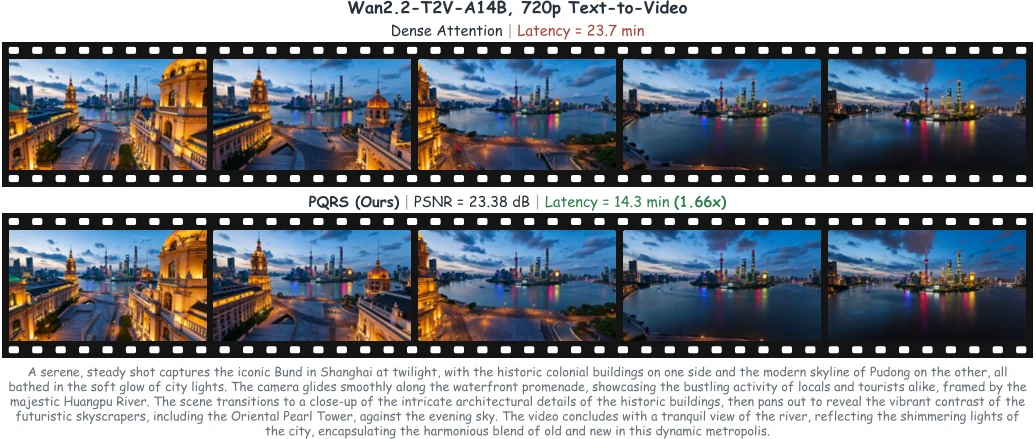 Wan2.2-T2V-A14B, 720p Text-to-Video
Dense Attention | Latency = 23.7 min
PQRS (Ours) | PSNR = 23.38 dB | Latency = 14.3 min (1.66x)
A serene, steady shot captures the iconic Bund in Shanghai at twilight, with the historic colonial buildings on one side and the modern skyline of Pudong on the other, all
bathed in the soft glow of city lights. The camera glides smoothly along the waterfront promenade, showcasing the bustling activity of locals and tourists alike, framed by the
majestic Huangpu River. The scene transitions to a close-up of the intricate architectural details of the historic buildings, then pans out to reveal the vibrant contrast of the
futuristic skyscrapers, including the Oriental Pearl Tower, against the evening sky. The video concludes with a tranquil view of the river, reflecting the shimmering lights of
the city, encapsulating the harmonious blend of old and new in this dynamic metropolis.